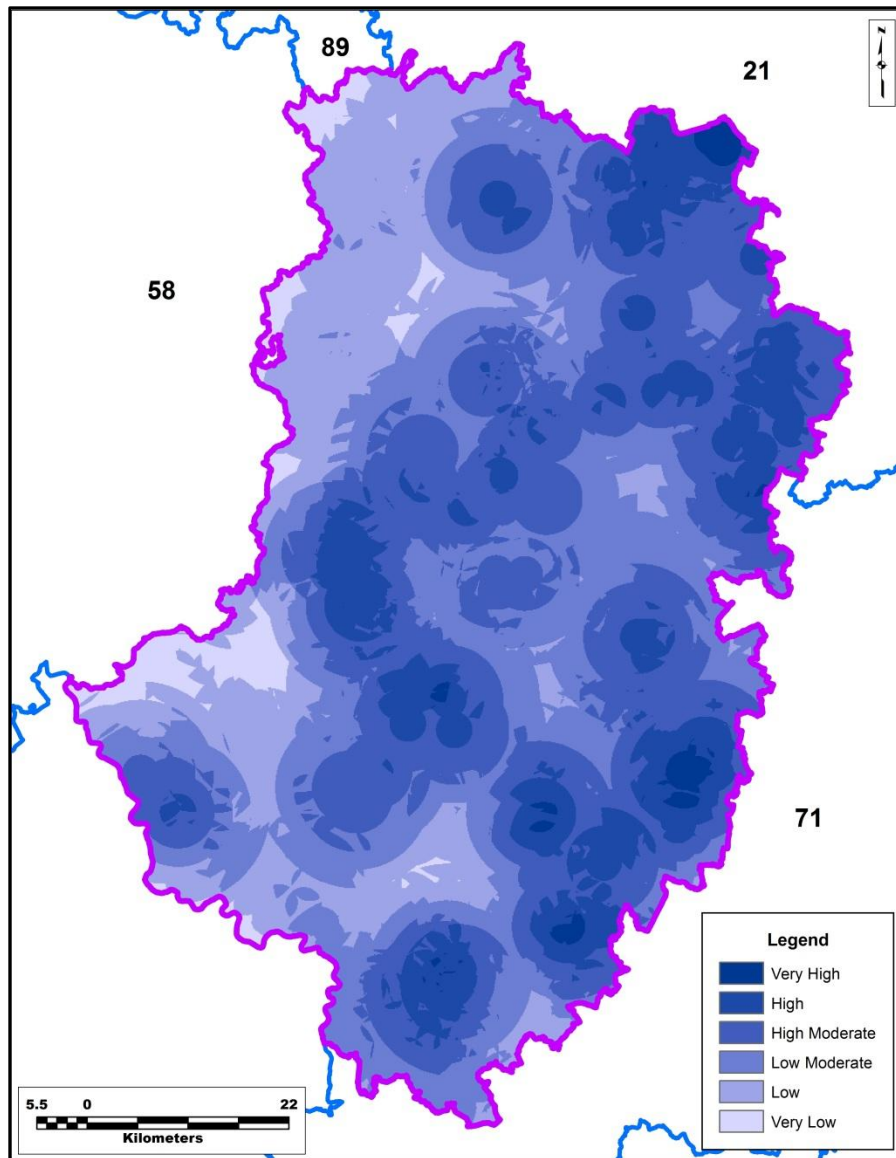 89
21
N
58
71
Legend
Very High
High
High Moderate
Low Moderate
Low
Very Low
5.5 0 22
Kilometers